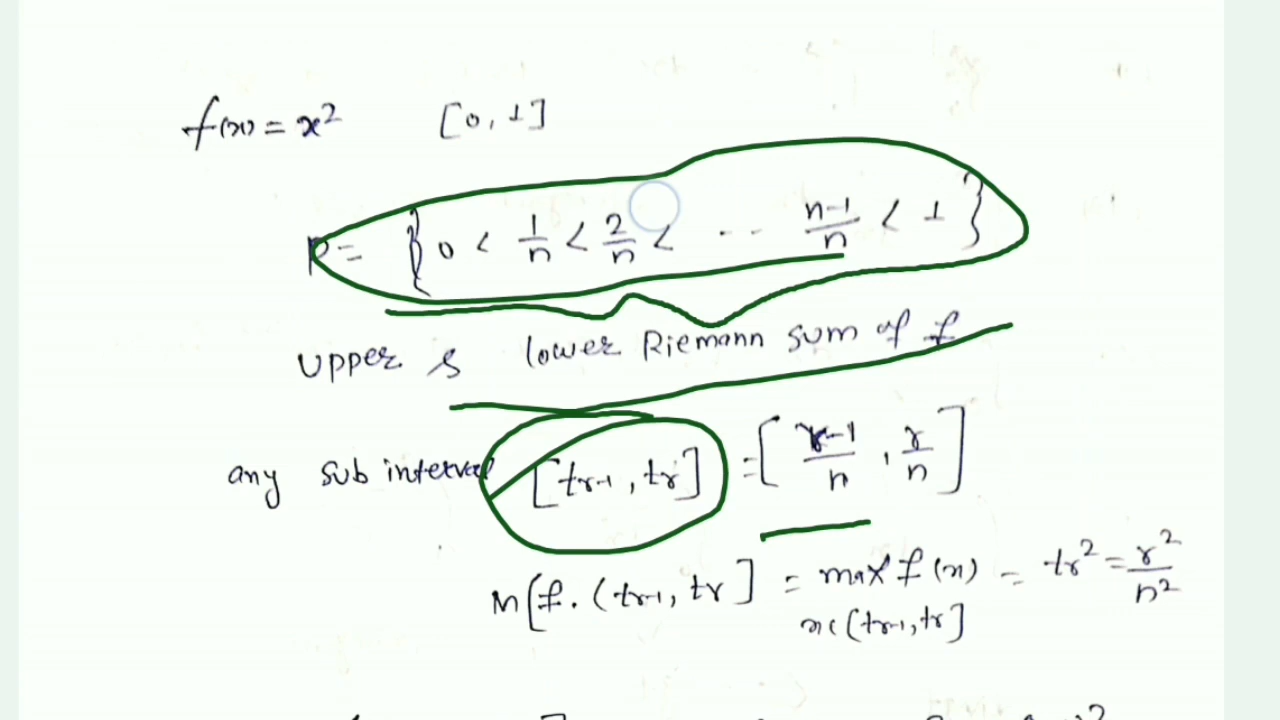 f(x) = x² [0, 1]
P = { 0 < 1/n < 2/n < -- n-1/n < 1 }
Upper & lower Riemann sum of f
any sub interval [tr-1, tr] = [r-1/n, r/n]
M[f. (tr-1, tr] = max f(x) = tr² = r²/n²
x ∈ [tr-1, tr]